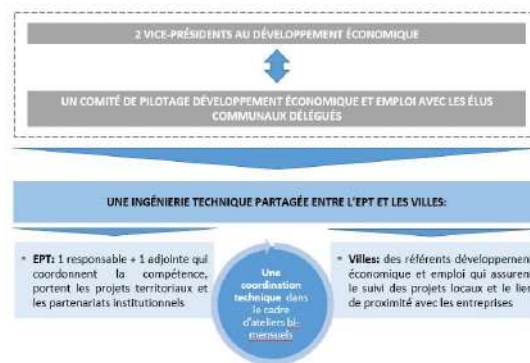 2 VICE-PRÉSIDENTS AU DÉVELOPPEMENT ÉCONOMIQUE
UN COMITÉ DE PILOTAGE DÉVELOPPEMENT ÉCONOMIQUE ET EMPLOI AVEC LES ÉLUS
COMMUNAUX DÉLÉGUÉS
UNE INGÉNIERIE TECHNIQUE PARTAGÉE ENTRE L'EPT ET LES VILLES:
• EPT: 1 responsable + 1 adjointe qui
coordonnent la compétence,
portent les projets territoriaux et
les partenariats institutionnels
Une
coordination
technique dans
le cadre
d'ateliers bi-
mensuels
• Villes: des référents développement
économique et emploi qui assurent
le suivi des projets locaux et le lien
de proximité avec les entreprises